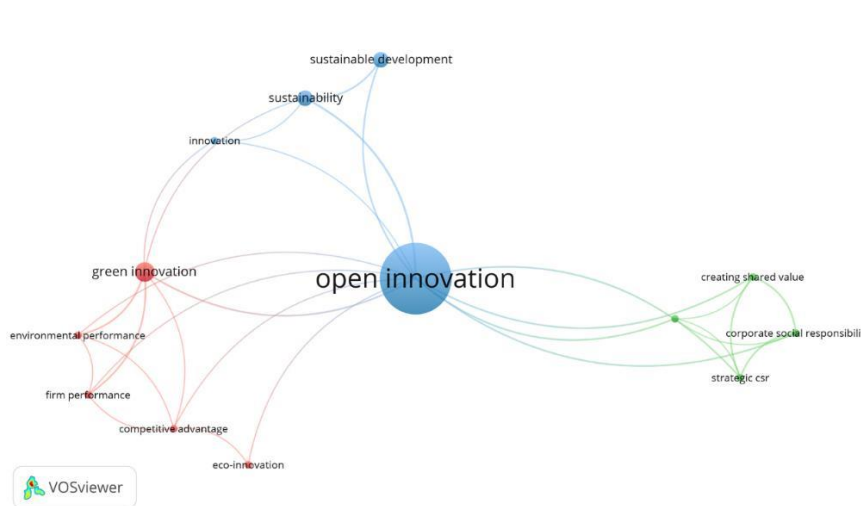 sustainable development
sustainability
innovation
green innovation
open innovation
creating shared value
environmental performance
corporate social responsibili
strategic csr
firm performance
competitive advantage
eco-innovation
VOSviewer